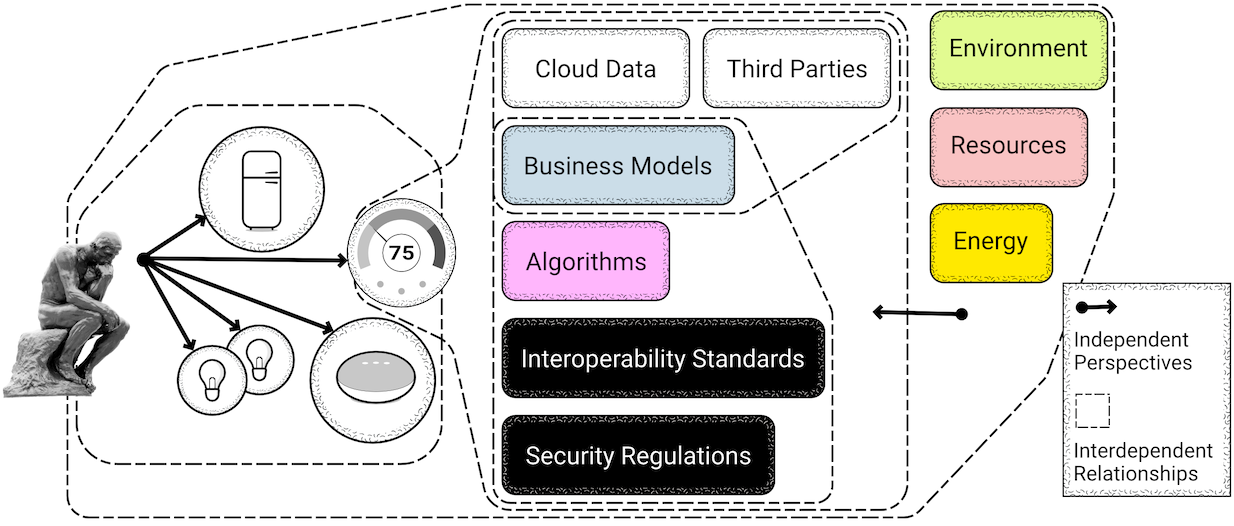 Cloud Data
Third Parties
Environment
Business Models
Resources
75
Algorithms
Energy
Interoperability Standards
Security Regulations
Independent
Perspectives
Interdependent
Relationships